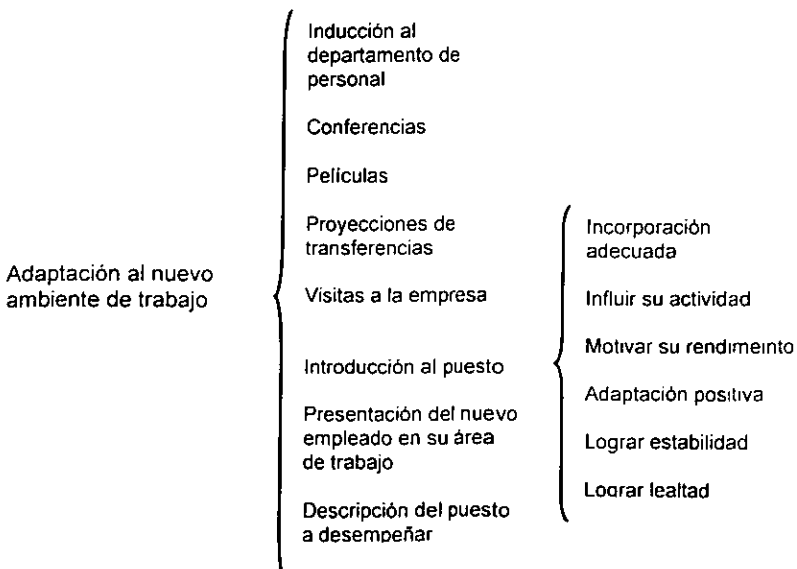 Adaptación al nuevo
ambiente de trabajo
Inducción al
departamento de
personal
Conferencias
Películas
Proyecciones de
transferencias
Visitas a la empresa
Introducción al puesto
Presentación del nuevo
empleado en su área
de trabajo
Descripción del puesto
a desempeñar
Incorporación
adecuada
Influir su actividad
Motivar su rendimeinto
Adaptación positiva
Lograr estabilidad
Lograr lealtad